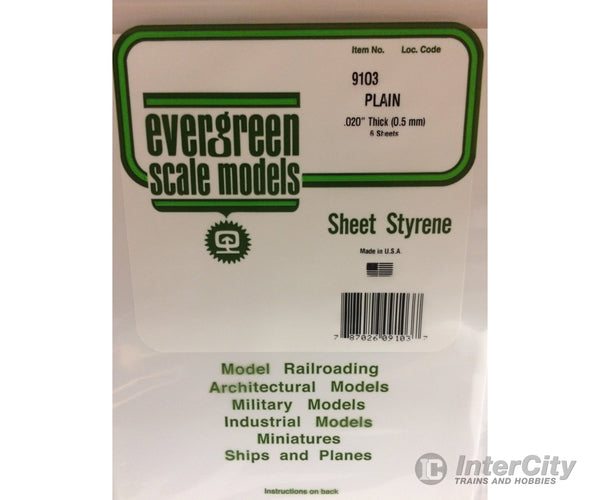 Item No. Loc. Code
9103
PLAIN
.020" Thick (0.5 mm)
6 Sheets
evergreen
scale models
Sheet Styrene
Made in U.S.A.
7 87026 09103 7
Model Railroading
Architectural Models
Military Models
Industrial Models
Miniatures
Ships and Planes
Instructions on back
IC InterCity
TRAINS AND HOBBIES